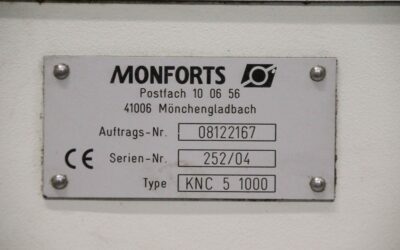 MONFORTS
Postfach 10 06 56
41006 Mönchengladbach
Auftrags-Nr. 08122167
CE Serien-Nr. 252/04
Type KNC 5 1000